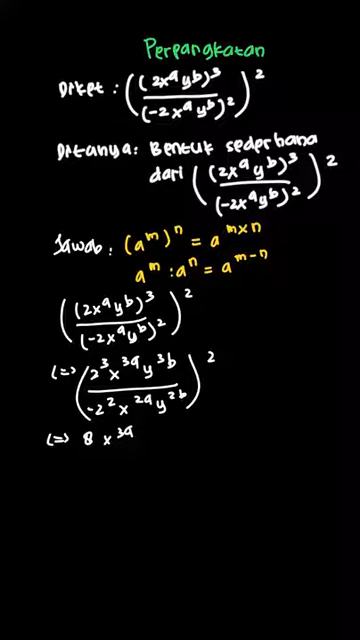 Perpangkatan
Diket : ((2x^a y^b)^3 / (-2x^a y^b)^2)^2
Ditanya : Bentuk sederhana
dari ((2x^a y^b)^3 / (-2x^a y^b)^2)^2
Jawab : (a^m)^n = a^(m×n)
a^m : a^n = a^(m-n)
((2x^a y^b)^3 / (-2x^a y^b)^2)^2
(=) (2^3 x^3a y^3b / -2^2 x^2a y^2b)^2
(=) 8 x^3a